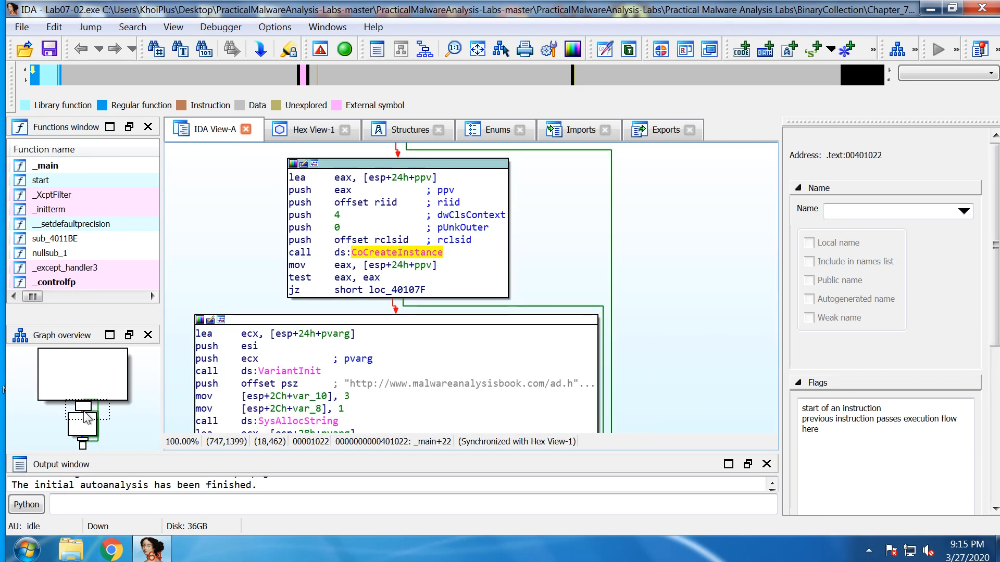 IDA - Lab07-02.exe C:\Users\KhoiPlus\Desktop\PracticalMalwareAnalysis-Labs-master\PracticalMalwareAnalysis-Labs-master\PracticalMalwareAnalysis-Labs\Practical Malware Analysis Labs\BinaryCollection\Chapter_7...
File Edit Jump Search View Debugger Options Windows Help
Library function Regular function Instruction Data Unexplored External symbol
Functions window
IDA View-A Hex View-1 Structures Enums Imports Exports
Function name
_main
start
_XcptFilter
_initterm
__setdefaultprecision
sub_4011BE
nullsub_1
_except_handler3
_controlfp
Graph overview
lea eax, [esp+24h+ppv]
push eax ; ppv
push offset riid ; riid
push 4 ; dwClsContext
push 0 ; pUnkOuter
push offset rclsid ; rclsid
call ds:CoCreateInstance
mov eax, [esp+24h+ppv]
test eax, eax
jz short loc_40107F
lea ecx, [esp+24h+pvarg]
push esi
push ecx ; pvarg
call ds:VariantInit
push offset psz ; "http://www.malwareanalysisbook.com/ad.h"...
mov [esp+2Ch+var_10], 3
mov [esp+2Ch+var_8], 1
call ds:SysAllocString
lea ecx, [esp+28h+pvarg]
100.00% (747,1399) (18,462) 00001022 0000000000401022: _main+22 (Synchronized with Hex View-1)
Address: .text:00401022
Name
Name
Local name
Include in names list
Public name
Autogenerated name
Weak name
Flags
start of an instruction
previous instruction passes execution flow
here
Output window
The initial autoanalysis has been finished.
Python
AU: idle Down Disk: 36GB
64
9:15 PM
3/27/2020